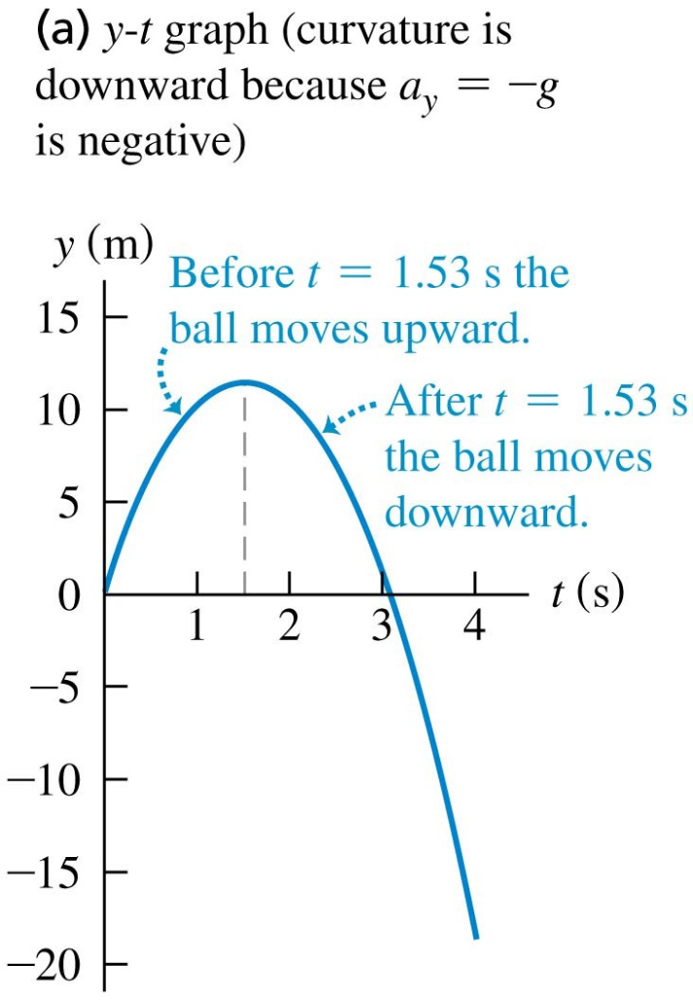 (a) y-t graph (curvature is
downward because a_y = −g
is negative)
y (m)
Before t = 1.53 s the
ball moves upward.
After t = 1.53 s
the ball moves
downward.
15
10
5
0
t (s)
1 2 3 4
−5
−10
−15
−20